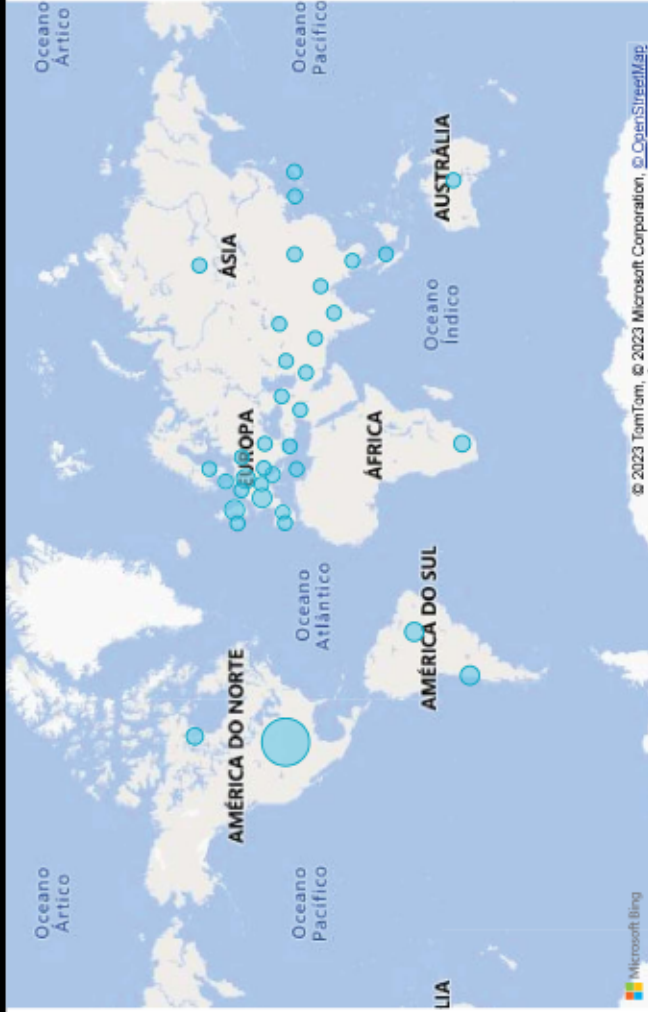 Oceano
Ártico
Oceano
Ártico
AMÉRICA DO NORTE
EUROPA
ÁSIA
Oceano
Pacífico
Oceano
Atlântico
Oceano
Pacífico
ÁFRICA
AMÉRICA DO SUL
Oceano
Índico
AUSTRÁLIA
LIA
Microsoft Bing
© 2023 TomTom, © 2023 Microsoft Corporation, © OpenStreetMap